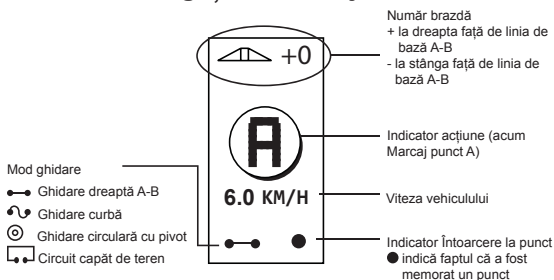 Număr brazdă
+ la dreapta față de linia de
bază A-B
- la stânga față de linia de
bază A-B
+0
A
Indicator acțiune (acum
Marcaj punct A)
6.0 KM/H
Viteza vehiculului
Mod ghidare
Ghidare dreaptă A-B
Ghidare curbă
Ghidare circulară cu pivot
Circuit capăt de teren
Indicator Întoarcere la punct
indică faptul că a fost
memorat un punct